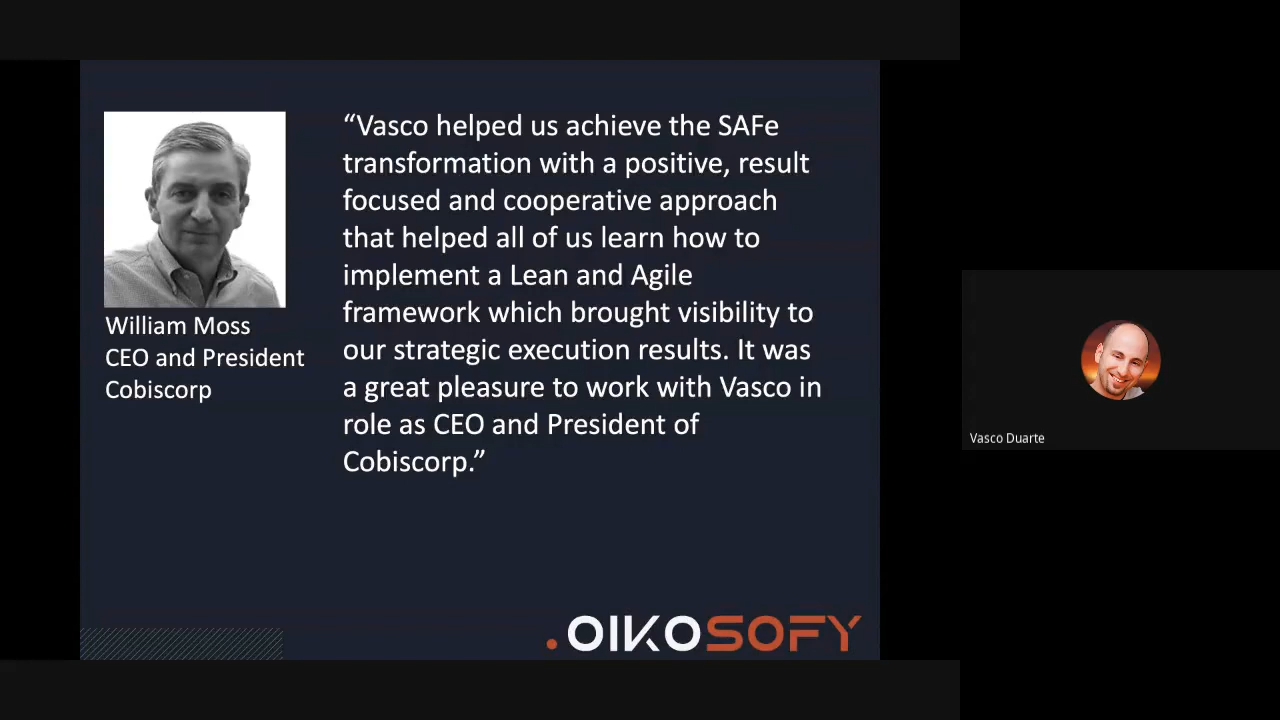 “Vasco helped us achieve the SAFe
transformation with a positive, result
focused and cooperative approach
that helped all of us learn how to
implement a Lean and Agile
framework which brought visibility to
our strategic execution results. It was
a great pleasure to work with Vasco in
role as CEO and President of
Cobiscorp.”
William Moss
CEO and President
Cobiscorp
.OIKOSOFY
Vasco Duarte